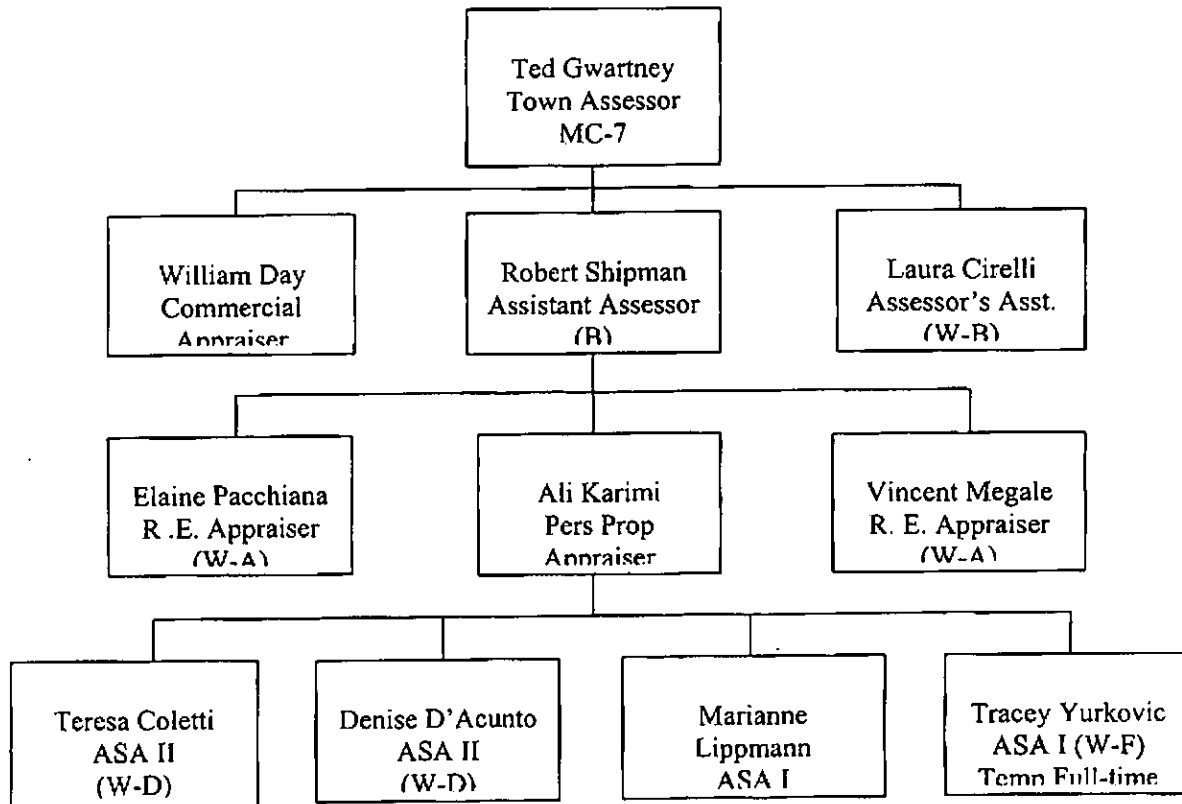 Ted Gwartney
Town Assessor
MC-7
William Day
Commercial
Appraiser
Robert Shipman
Assistant Assessor
(B)
Laura Cirelli
Assessor's Asst.
(W-B)
Elaine Pacchiana
R .E. Appraiser
(W-A)
Ali Karimi
Pers Prop
Appraiser
Vincent Megale
R. E. Appraiser
(W-A)
Teresa Coletti
ASA II
(W-D)
Denise D'Acunto
ASA II
(W-D)
Marianne
Lippmann
ASA I
Tracey Yurkovic
ASA I (W-F)
Temp Full-time